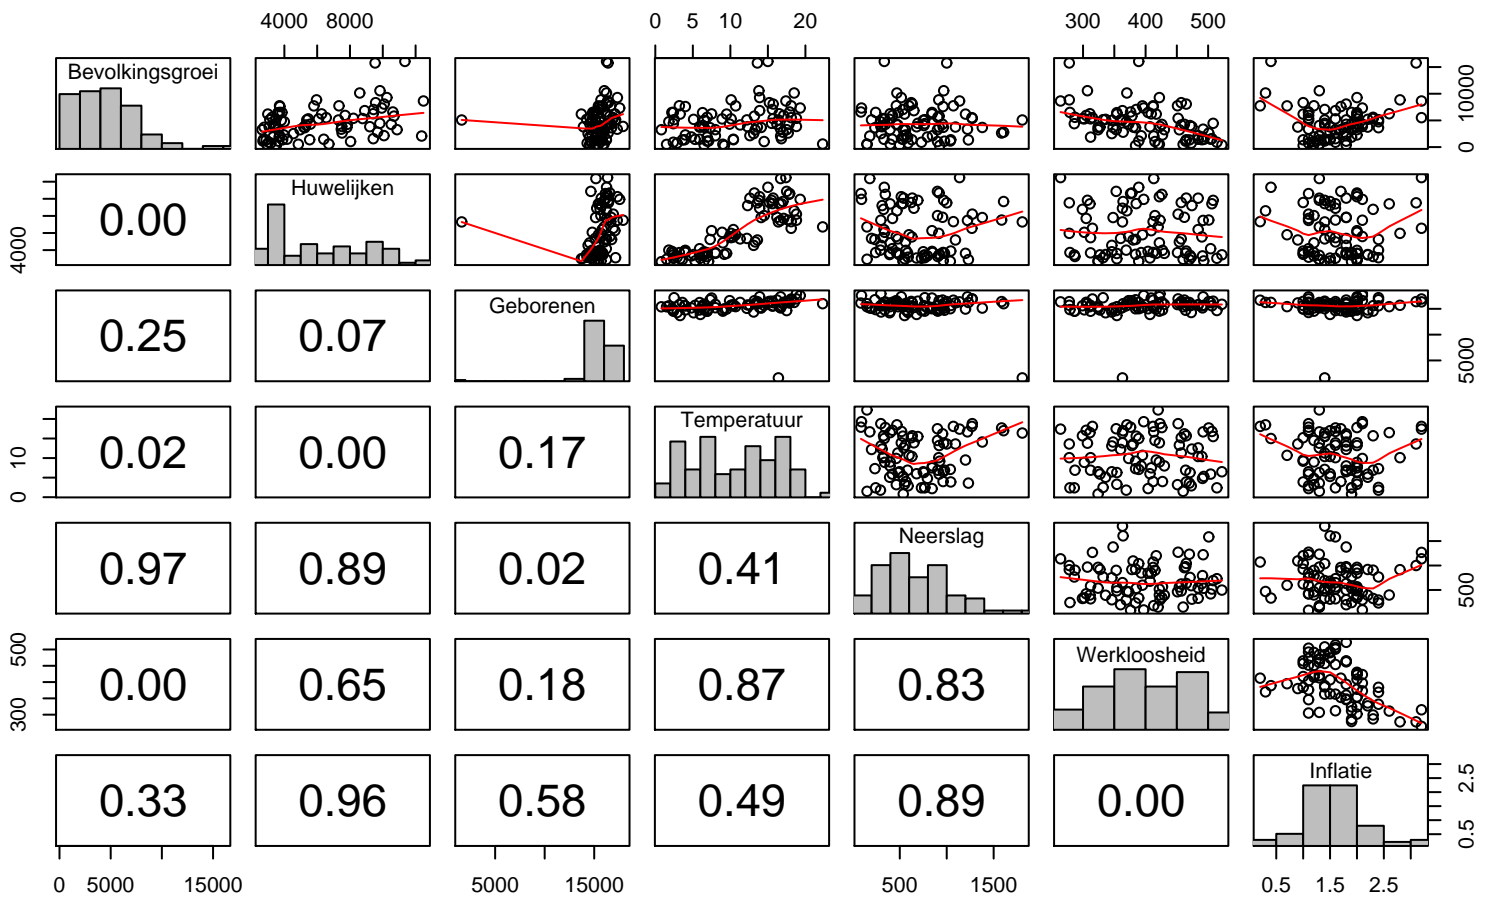 4000 8000 0 5 10 20 300 400 500
Bevolkingsgroei
0 10000
4000 0.00 Huwelijken
0.25 0.07 Geborenen 5000
0 10 0.02 0.00 0.17 Temperatuur
0.97 0.89 0.02 0.41 Neerslag 500
300 500 0.00 0.65 0.18 0.87 0.83 Werkloosheid
0.33 0.96 0.58 0.49 0.89 0.00 Inflatie 0.5 2.5
0 5000 15000 5000 15000 500 1500 0.5 1.5 2.5